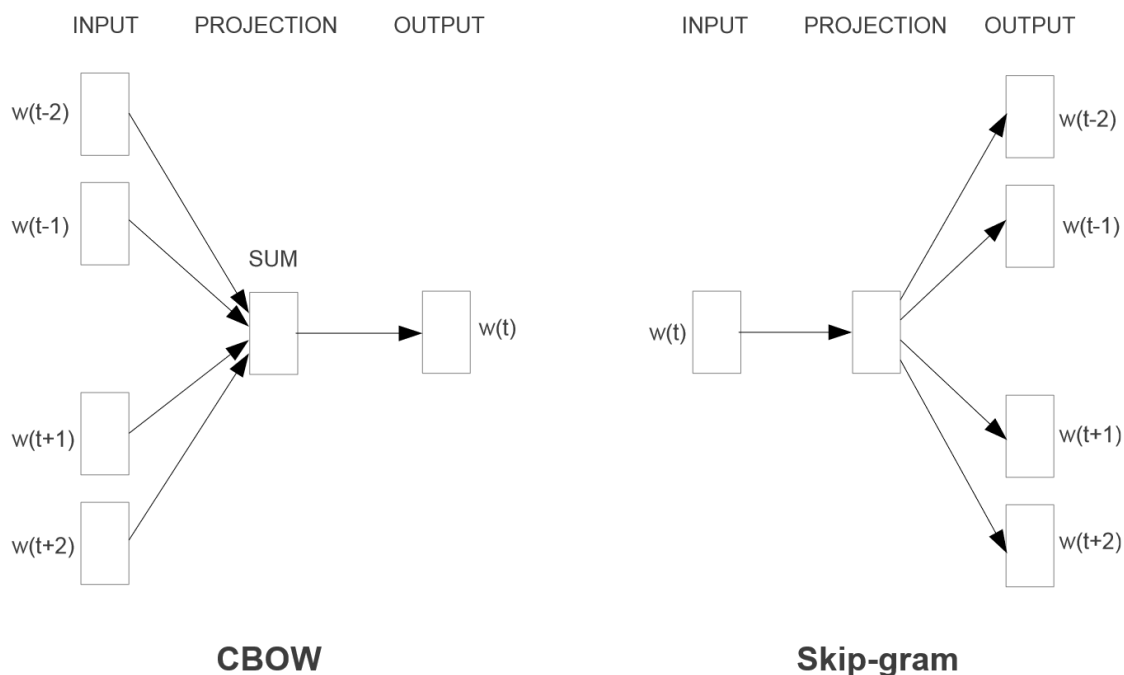 INPUT PROJECTION OUTPUT
w(t-2)
w(t-1)
SUM
w(t)
w(t+1)
w(t+2)
CBOW
INPUT PROJECTION OUTPUT
w(t-2)
w(t-1)
w(t)
w(t+1)
w(t+2)
Skip-gram